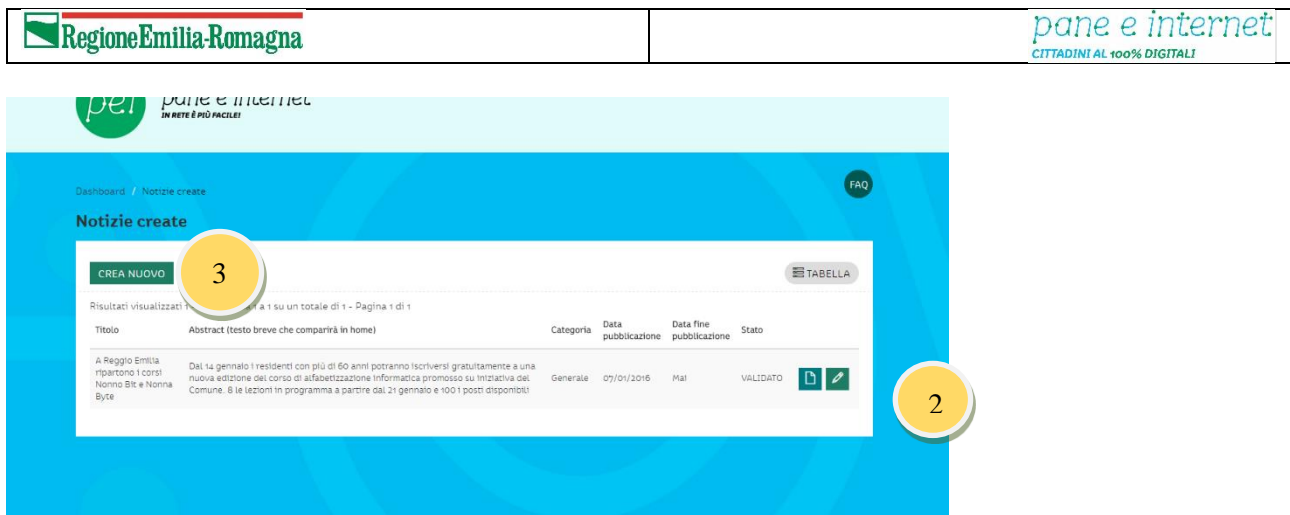 RegioneEmilia-Romagna
pane e internet
CITTADINI AL 100% DIGITALI
pei
pane e internet
IN RETE È PIÙ FACILE!
Dashboard / Notizie create
FAQ
Notizie create
CREA NUOVO
3
TABELLA
Risultati visualizzati a 1 su un totale di 1 - Pagina 1 di 1
Titolo
Abstract (testo breve che comparirà in home)
Categoria
Data
pubblicazione
Data fine
pubblicazione
Stato
A Reggio Emilia
ripartono i corsi
Nonno Bit e Nonna
Byte
Dal 14 gennaio i residenti con più di 60 anni potranno iscriversi gratuitamente a una
nuova edizione del corso di alfabetizzazione informatica promosso su iniziativa del
Comune. 8 le lezioni in programma a partire dal 21 gennaio e 100 i posti disponibili
Generale
07/01/2016
Mai
VALIDATO
2